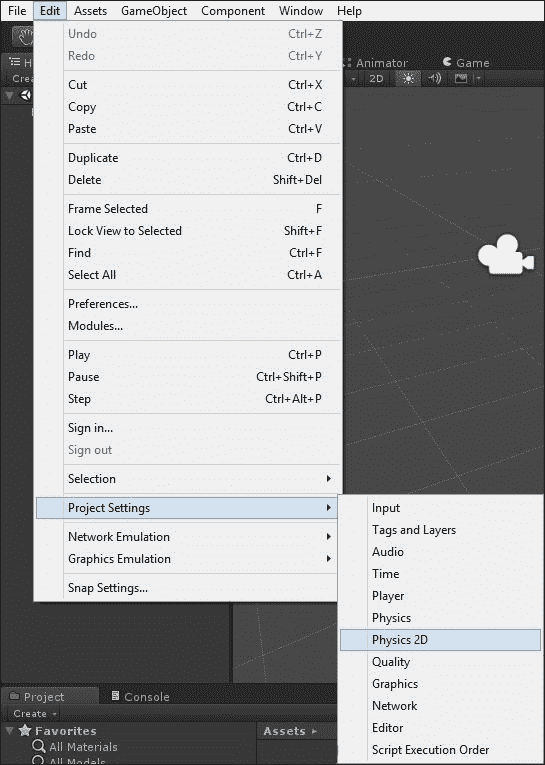 File Edit Assets GameObject Component Window Help
Undo Ctrl+Z
Redo Ctrl+Y
Animator Game
2D
Cut Ctrl+X
Copy Ctrl+C
Paste Ctrl+V
Duplicate Ctrl+D
Delete Shift+Del
Frame Selected F
Lock View to Selected Shift+F
Find Ctrl+F
Select All Ctrl+A
Preferences...
Modules...
Play Ctrl+P
Pause Ctrl+Shift+P
Step Ctrl+Alt+P
Sign in...
Sign out
Selection
Project Settings
Network Emulation
Graphics Emulation
Snap Settings...
Input
Tags and Layers
Audio
Time
Player
Physics
Physics 2D
Quality
Graphics
Network
Editor
Script Execution Order
Project Console
Create
Favorites Assets
All Materials
All Models